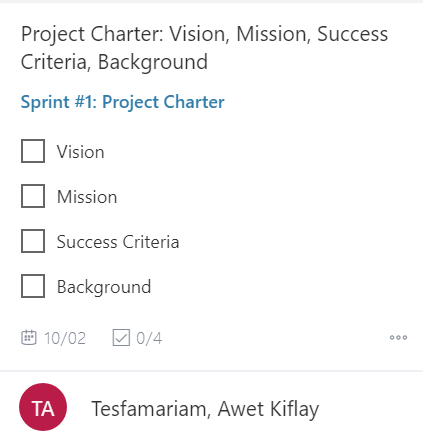 Project Charter: Vision, Mission, Success
Criteria, Background
Sprint #1: Project Charter
Vision
Mission
Success Criteria
Background
10/02 0/4
TA Tesfamariam, Awet Kiflay